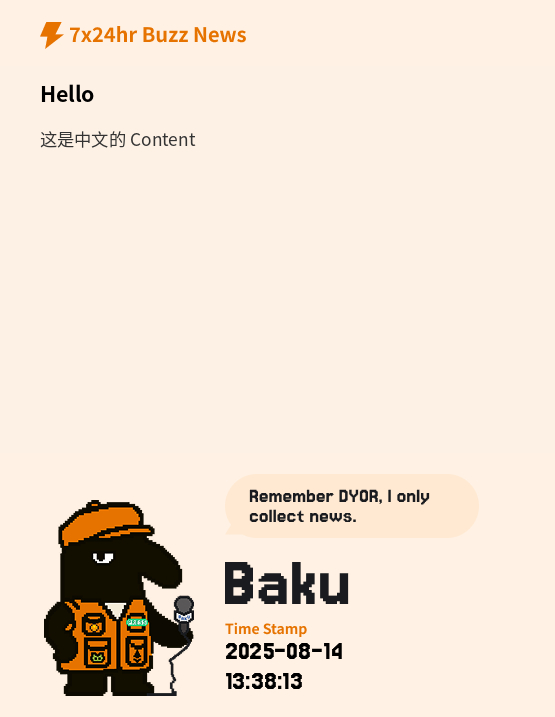 7x24hr Buzz News
Hello
这是中文的 Content
Remember DYOR, I only
collect news.
Baku
Time Stamp
2025-08-14
13:38:13